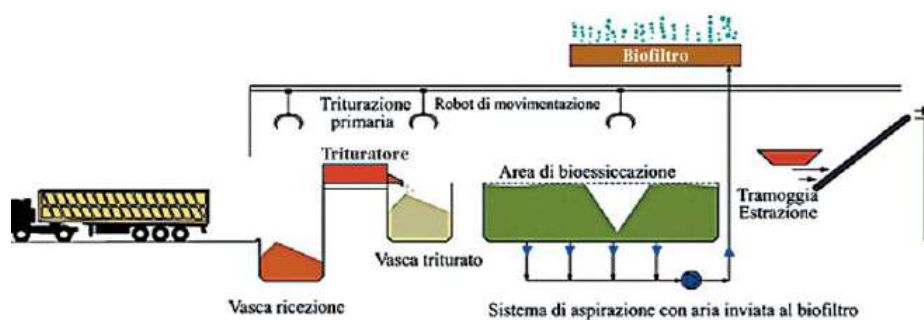 Biofiltro
Triturazione
primaria
Robot di movimentazione
Trituratore
Area di bioessiccazione
Tramoggia
Estrazione
Vasca triturato
Vasca ricezione
Sistema di aspirazione con aria inviata al biofiltro